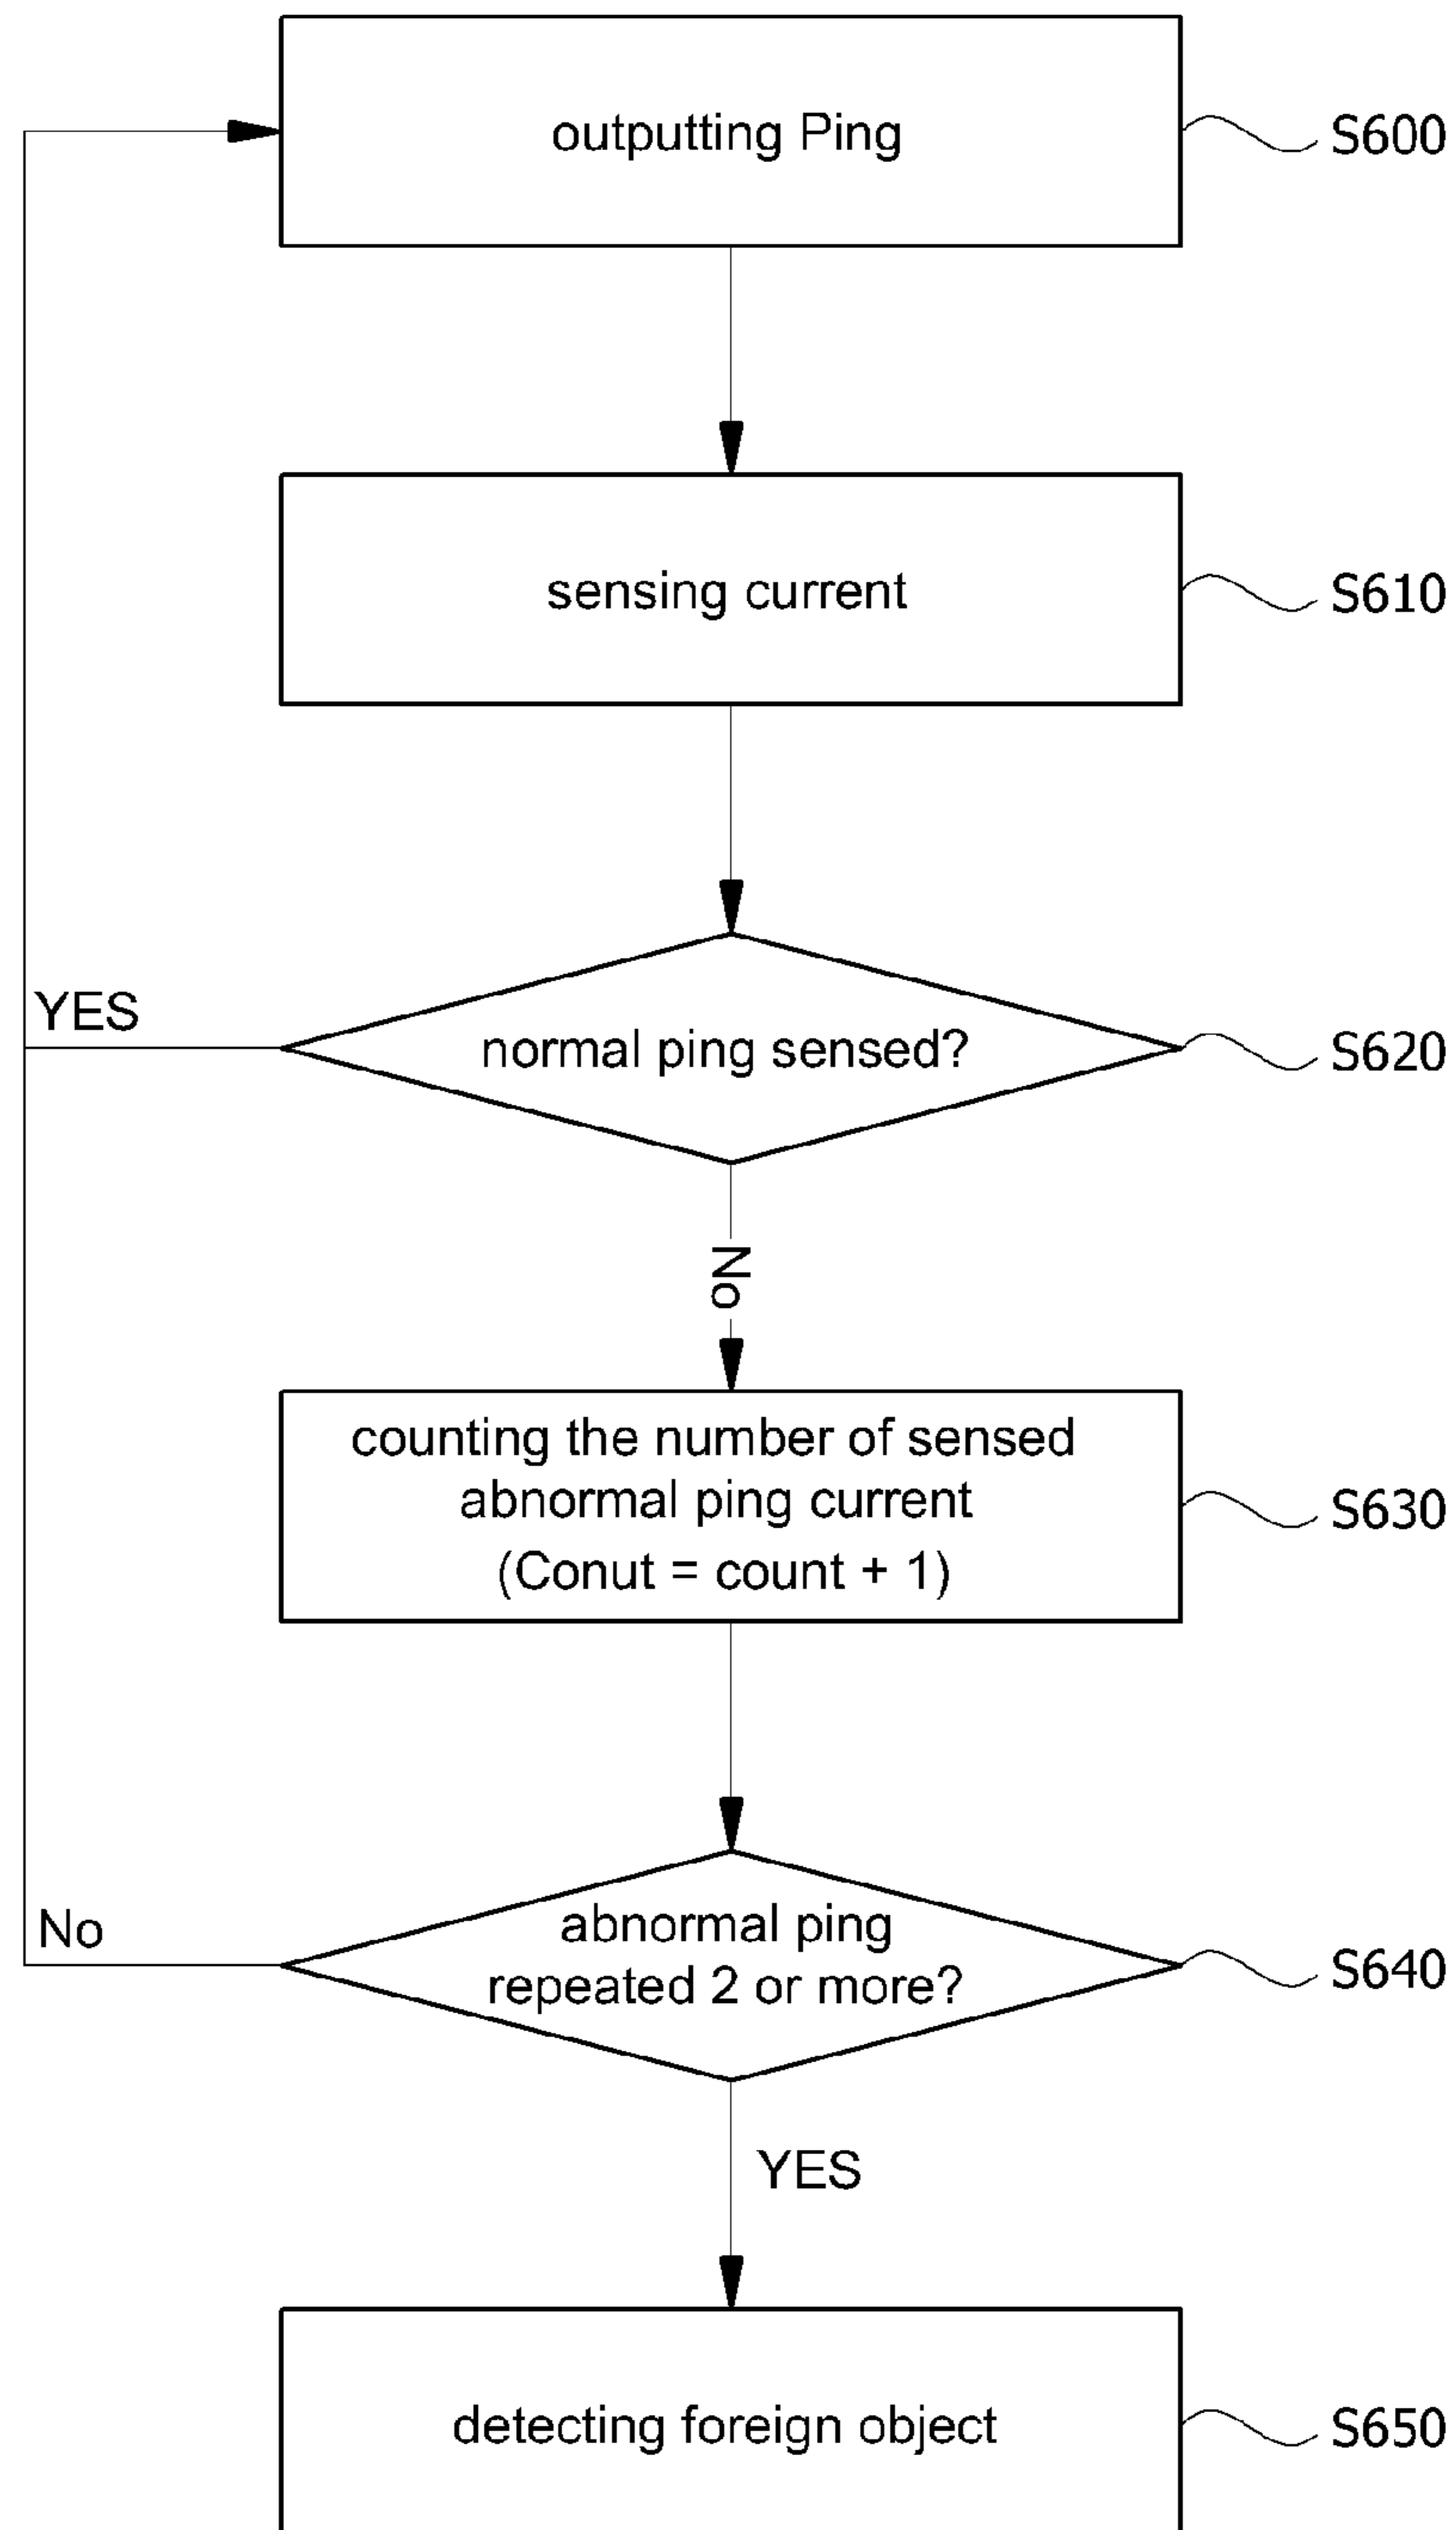 outputting Ping
S600
sensing current
S610
YES
normal ping sensed?
S620
No
counting the number of sensed
abnormal ping current
(Conut = count + 1)
S630
No
abnormal ping
repeated 2 or more?
S640
YES
detecting foreign object
S650